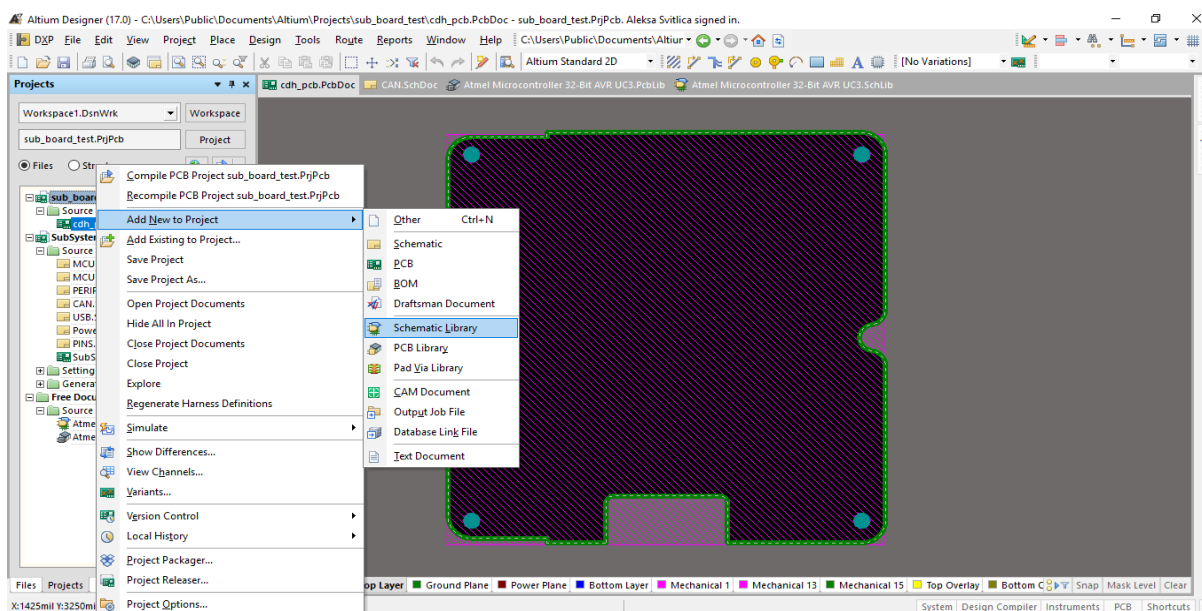 Altium Designer (17.0) - C:\Users\Public\Documents\Altium\Projects\sub_board_test\cdh_pcb.PcbDoc - sub_board_test.PrjPcb. Aleksa Svitlica signed in.
DXP File Edit View Project Place Design Tools Route Reports Window Help C:\Users\Public\Documents\Altiur
Altium Standard 2D [No Variations]
Projects
cdh_pcb.PcbDoc CAN.SchDoc Atmel Microcontroller 32-Bit AVR UC3.PcbLib Atmel Microcontroller 32-Bit AVR UC3.SchLib
Workspace1.DsnWrk Workspace
sub_board_test.PrjPcb Project
Files Str
sub_board
Source
cdh_p
SubSyster
Source
MCU
MCU
PERIF
CAN.
USB.
Powe
PINS.
SubS
Setting
Genera
Free Docu
Source
Atme
Atme
Compile PCB Project sub_board_test.PrjPcb
Recompile PCB Project sub_board_test.PrjPcb
Add New to Project
Add Existing to Project...
Save Project
Save Project As...
Open Project Documents
Hide All In Project
Close Project Documents
Close Project
Explore
Regenerate Harness Definitions
Simulate
Show Differences...
View Channels...
Variants...
Version Control
Local History
Project Packager...
Project Releaser...
Project Options...
Other Ctrl+N
Schematic
PCB
BOM
Draftsman Document
Schematic Library
PCB Library
Pad Via Library
CAM Document
Output Job File
Database Link File
Text Document
Files Projects op Layer Ground Plane Power Plane Bottom Layer Mechanical 1 Mechanical 13 Mechanical 15 Top Overlay Bottom C Snap Mask Level Clear
X:1425mil Y:3250mi System Design Compiler Instruments PCB Shortcuts